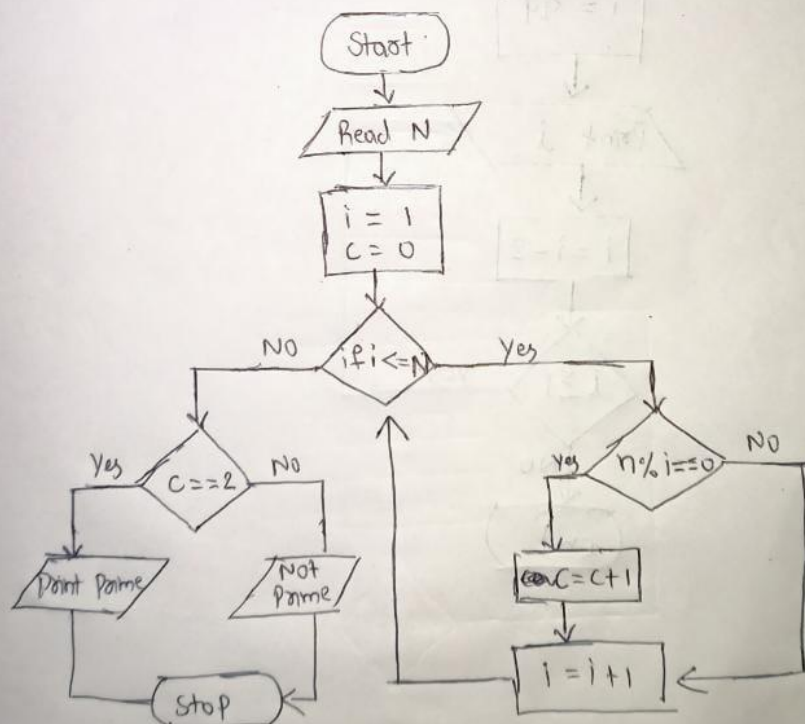 Start
Read N
i = 1
c = 0
if i <= N
NO
Yes
c == 2
Yes
NO
Print Prime
Not
Prime
Stop
n % i == 0
Yes
NO
c = c + 1
i = i + 1